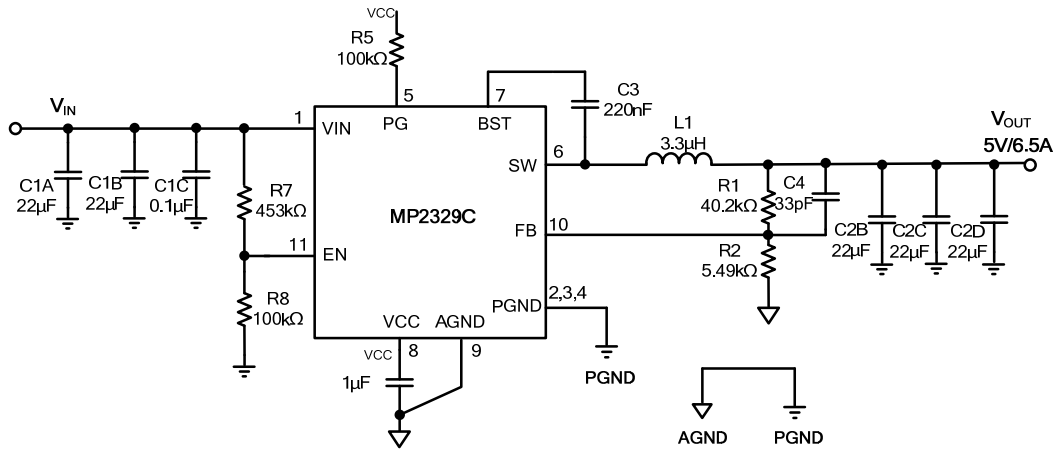 VCC
R5
100kΩ
5
7
C3
220nF
VIN
1
VIN
PG
BST
L1
3.3μH
VOUT
5V/6.5A
6
SW
C1A
22μF
C1B
22μF
C1C
0.1μF
R7
453kΩ
MP2329C
R1
40.2kΩ
C4
33pF
FB
10
C2B
22μF
C2C
22μF
C2D
22μF
11
EN
R2
5.49kΩ
R8
100kΩ
PGND
2,3,4
VCC
AGND
VCC
8
9
1μF
PGND
AGND
PGND